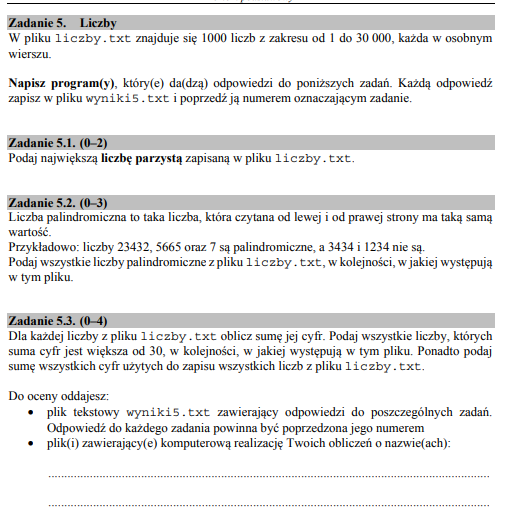 Zadanie 5. Liczby
W pliku liczby.txt znajduje się 1000 liczb z zakresu od 1 do 30 000, każda w osobnym
wierszu.
Napisz program(y), który(e) da(dzą) odpowiedzi do poniższych zadań. Każdą odpowiedź
zapisz w pliku wyniki5.txt i poprzedź ją numerem oznaczającym zadanie.
Zadanie 5.1. (0–2)
Podaj największą liczbę parzystą zapisaną w pliku liczby.txt.
Zadanie 5.2. (0–3)
Liczba palindromiczna to taka liczba, która czytana od lewej i od prawej strony ma taką samą
wartość.
Przykładowo: liczby 23432, 5665 oraz 7 są palindromiczne, a 3434 i 1234 nie są.
Podaj wszystkie liczby palindromiczne z pliku liczby.txt, w kolejności, w jakiej występują
w tym pliku.
Zadanie 5.3. (0–4)
Dla każdej liczby z pliku liczby.txt oblicz sumę jej cyfr. Podaj wszystkie liczby, których
suma cyfr jest większa od 30, w kolejności, w jakiej występują w tym pliku. Ponadto podaj
sumę wszystkich cyfr użytych do zapisu wszystkich liczb z pliku liczby.txt.
Do oceny oddajesz:
• plik tekstowy wyniki5.txt zawierający odpowiedzi do poszczególnych zadań.
Odpowiedź do każdego zadania powinna być poprzedzona jego numerem
• plik(i) zawierający(e) komputerową realizację Twoich obliczeń o nazwie(ach):